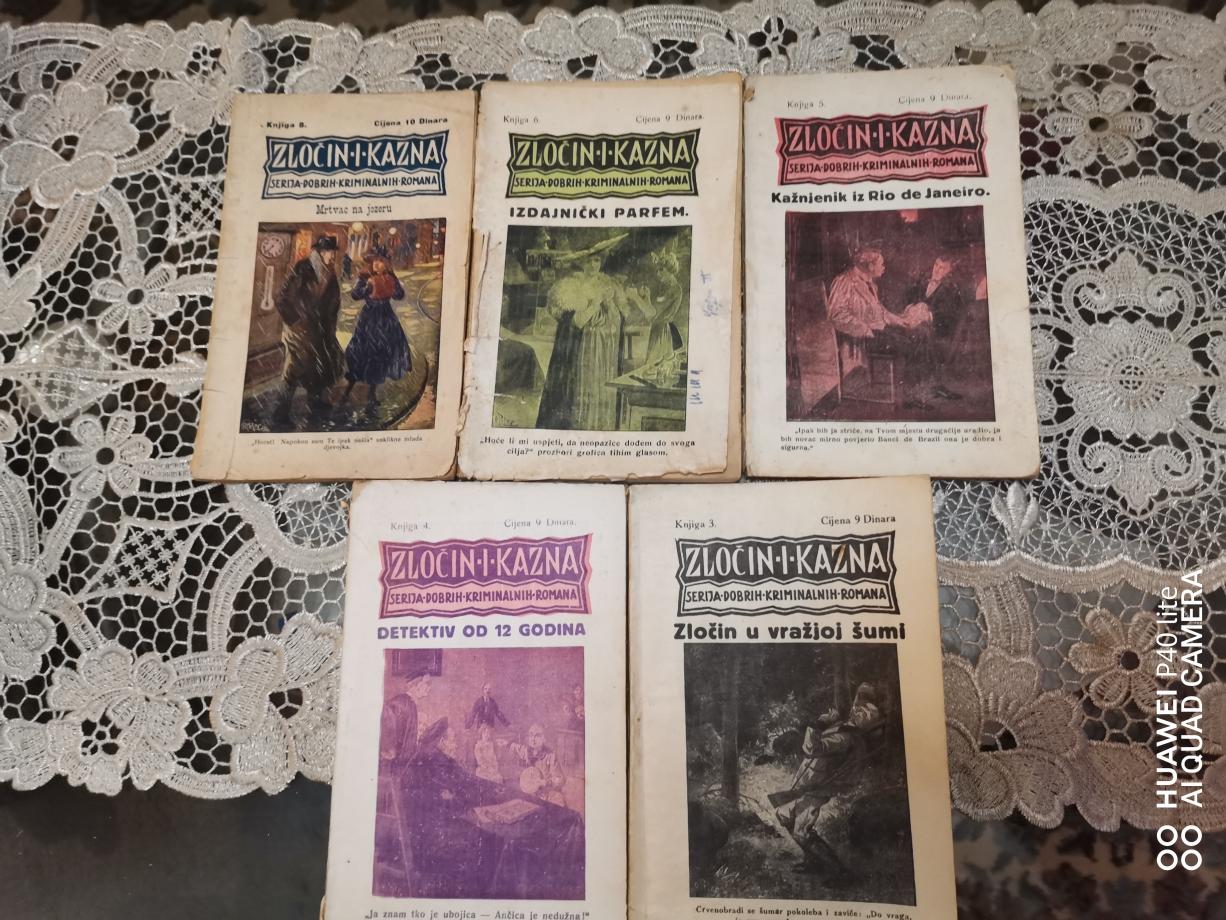 Knjiga 8. Cijena 10 Dinara
ZLOČIN·I·KAZNA
SERIJA·DOBRIH·KRIMINALNIH·ROMANA
Mrtvac na jezeru
„Horst! Napokon sam Te ipak našla" usklikne mlada
djevojka.
Knjiga 6. Cijena 9 Dinara.
ZLOČIN·I·KAZNA
SERIJA·DOBRIH·KRIMINALNIH·ROMANA
IZDAJNIČKI PARFEM.
„Hoće li mi uspjeti, da neopazice dođem do svoga
cilja?" prozbori grofica tihim glasom.
Knjiga 5. Cijena 9 Dinara.
ZLOČIN·I·KAZNA
SERIJA·DOBRIH·KRIMINALNIH·ROMANA
Kažnjenik iz Rio de Janeiro.
„Ipak bih ja striče, na Tvom mjestu drugačije uradio, ja
bih novac mirno povjerio Banci de Brazil ona je dobra i
sigurna."
Knjiga 4. Cijena 9 Dinara.
ZLOČIN·I·KAZNA
SERIJA·DOBRIH·KRIMINALNIH·ROMANA
DETEKTIV OD 12 GODINA
„Ja znam tko je ubojica — Ančica je nedužna!"
Knjiga 3. Cijena 9 Dinara
ZLOČIN·I·KAZNA
SERIJA·DOBRIH·KRIMINALNIH·ROMANA
Zločin u vražjoj šumi
Crvenobradi se šumar pokoleba i zaviče: „Do vraga,
HUAWEI P40 lite
AI QUAD CAMERA